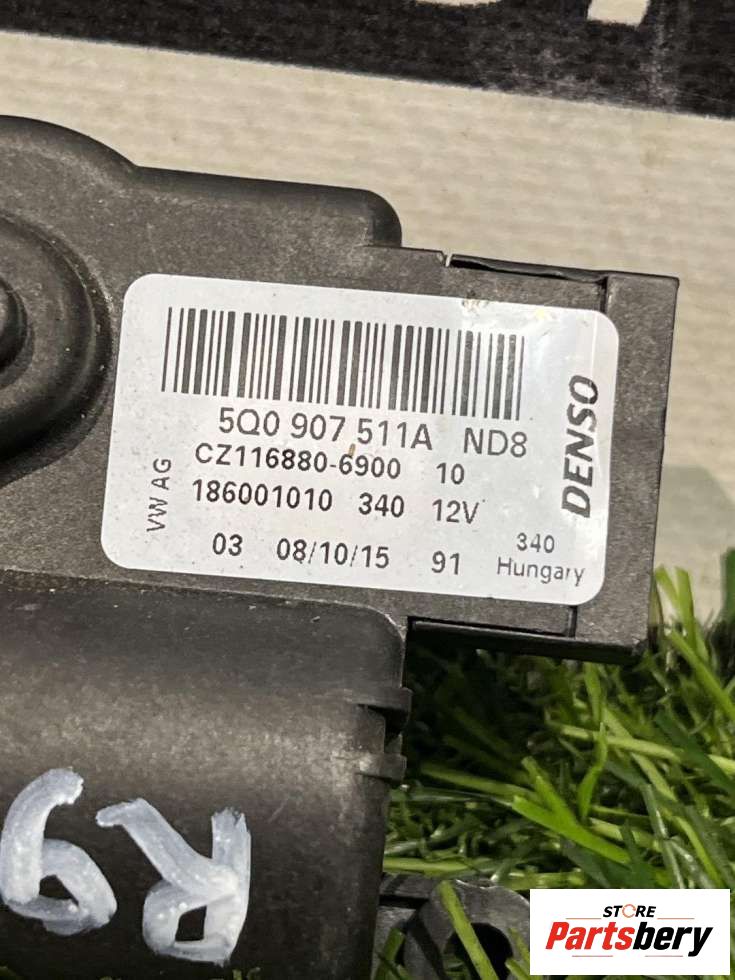 5Q0 907 511A ND8
CZ116880-6900 10
186001010 340 12V
03 08/10/15 91
340
Hungary
VW AG
DENSO
R9
STORE
Partsbery